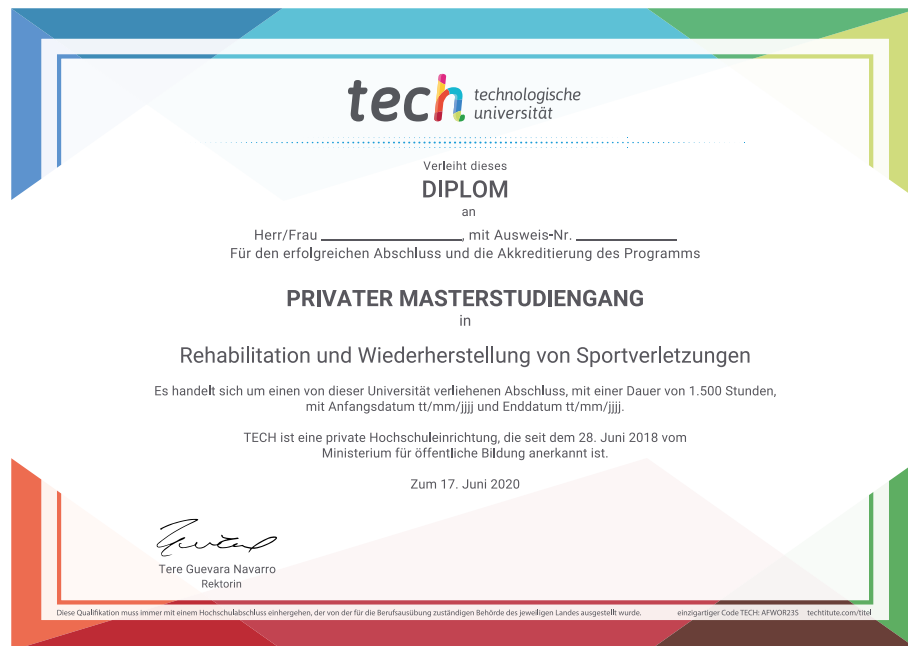 tech technologische
universität
Verleiht dieses
DIPLOM
an
Herr/Frau ____________________, mit Ausweis-Nr. ______________
Für den erfolgreichen Abschluss und die Akkreditierung des Programms
PRIVATER MASTERSTUDIENGANG
in
Rehabilitation und Wiederherstellung von Sportverletzungen
Es handelt sich um einen von dieser Universität verliehenen Abschluss, mit einer Dauer von 1.500 Stunden,
mit Anfangsdatum tt/mm/jjjj und Enddatum tt/mm/jjjj.
TECH ist eine private Hochschuleinrichtung, die seit dem 28. Juni 2018 vom
Ministerium für öffentliche Bildung anerkannt ist.
Zum 17. Juni 2020
Tere Guevara Navarro
Rektorin
Diese Qualifikation muss immer mit einem Hochschulabschluss einhergehen, der von der für die Berufsausübung zuständigen Behörde des jeweiligen Landes ausgestellt wurde. einzigartiger Code TECH: AFWOR23S techtitute.com/titel